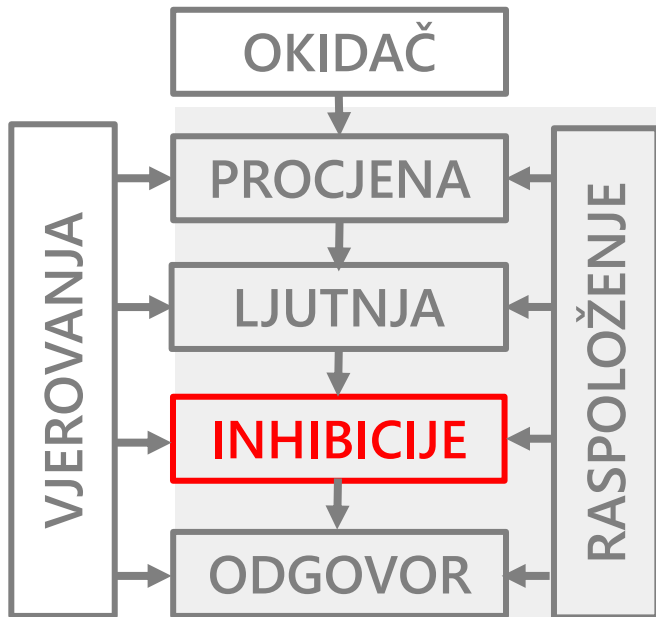 OKIDAČ
PROCJENA
LJUTNJA
INHIBICIJE
ODGOVOR
VJEROVANJA
RASPOLOŽENJE